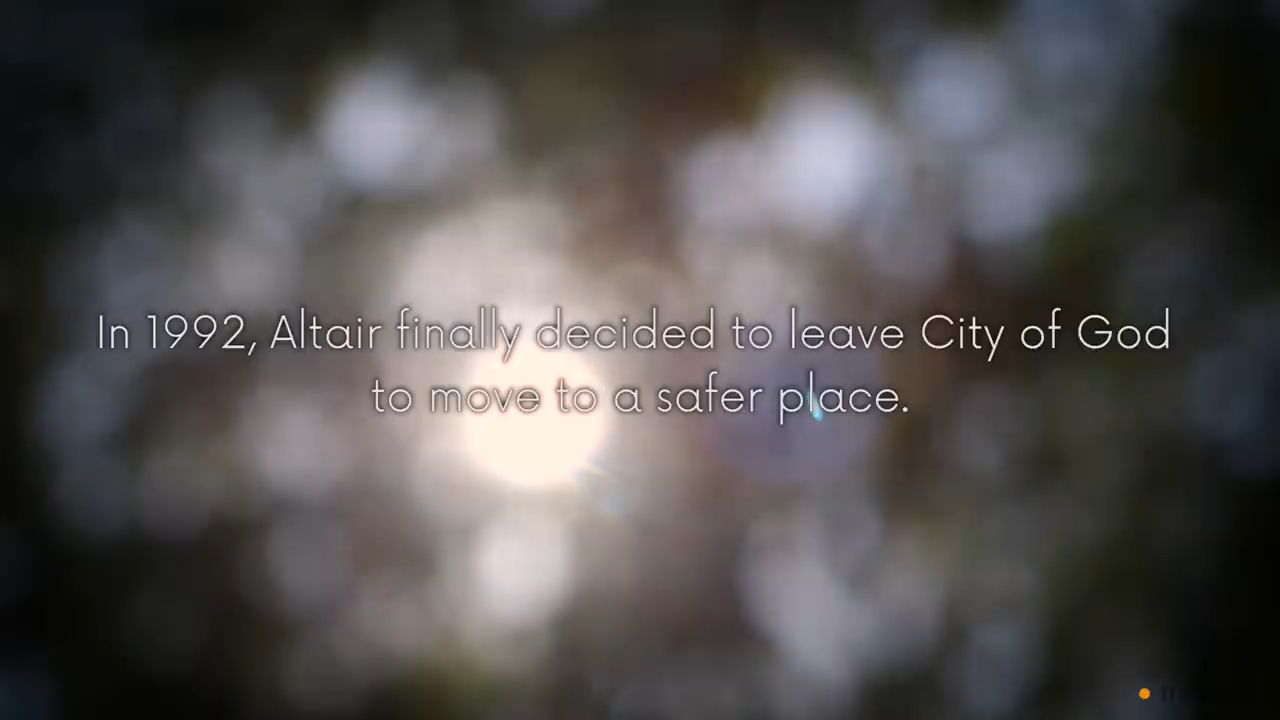 In 1992, Altair finally decided to leave City of God
to move to a safer place.